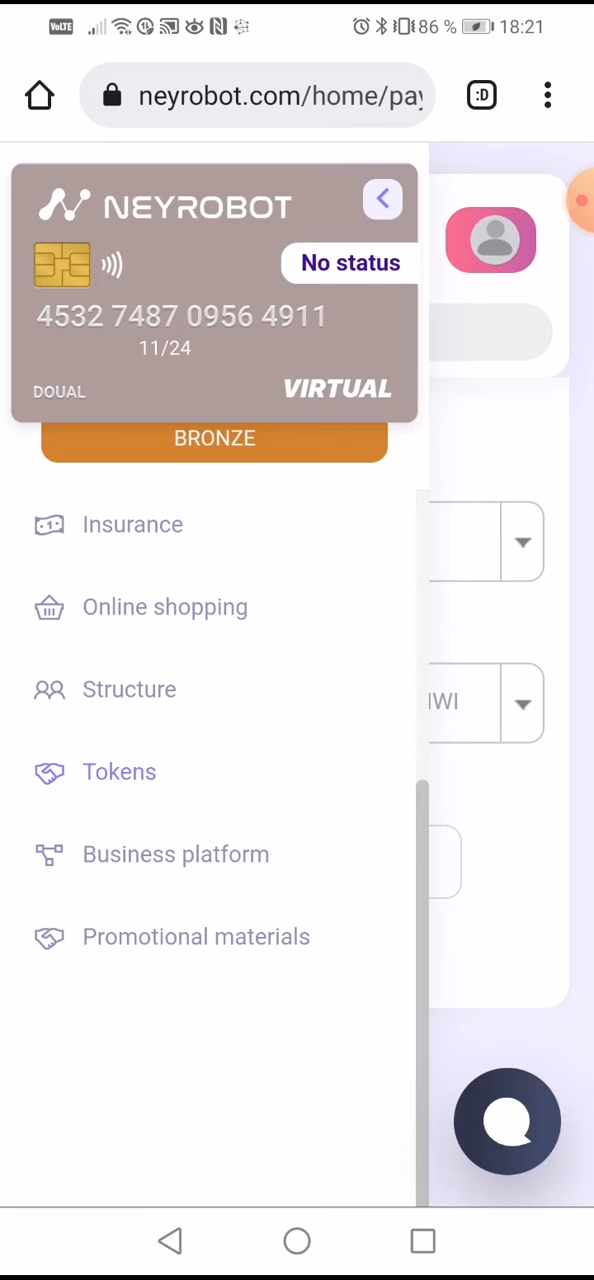 VoLTE 86 % 18:21
neyrobot.com/home/pay :D
NEYROBOT
No status
4532 7487 0956 4911
11/24
DOUAL VIRTUAL
BRONZE
Insurance
Online shopping
Structure
IWI
Tokens
Business platform
Promotional materials